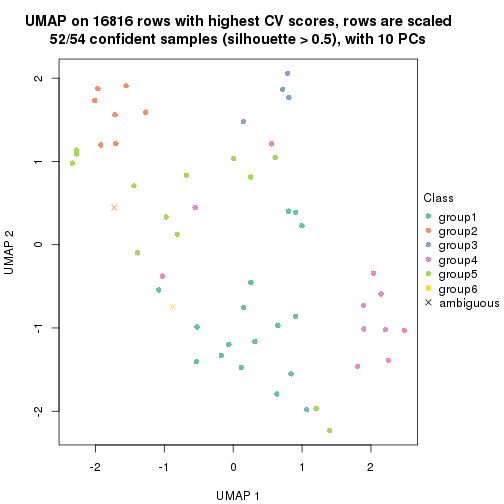 UMAP on 16816 rows with highest CV scores, rows are scaled
52/54 confident samples (silhouette > 0.5), with 10 PCs
2
1
0
-1
-2
UMAP 2
-2
-1
0
1
2
UMAP 1
Class
group1
group2
group3
group4
group5
group6
ambiguous